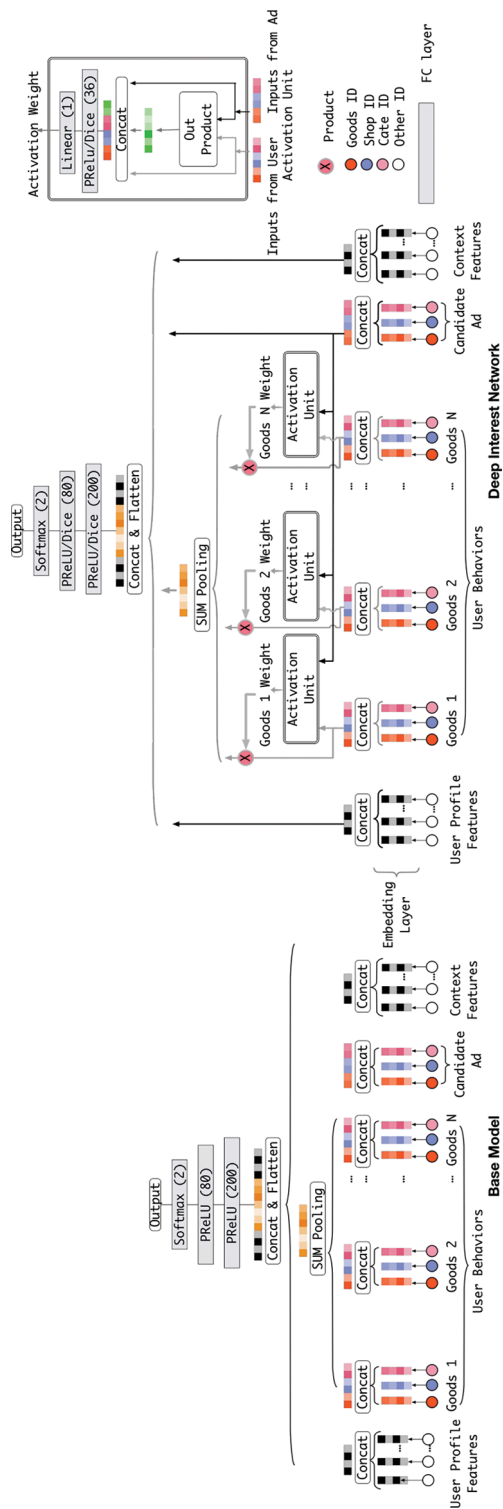 Output
Softmax (2)
PReLU (80)
PReLU (200)
Concat & Flatten
SUM Pooling
Concat
Concat
Concat
Concat
Concat
Concat
...
...
...
...
...
User Profile
Features
Goods 1
Goods 2
Goods N
User Behaviors
Candidate
Ad
Context
Features
Base Model
Embedding
Layer
Output
Softmax (2)
PReLU/Dice (80)
PReLU/Dice (200)
Concat & Flatten
SUM Pooling
X
Goods 1 Weight
X
Goods 2 Weight
X
Goods N Weight
Activation
Unit
Activation
Unit
Activation
Unit
...
...
Concat
Concat
Concat
Concat
Concat
Concat
...
...
...
...
...
...
User Profile
Features
Goods 1
Goods 2
Goods N
User Behaviors
Candidate
Ad
Context
Features
Deep Interest Network
Activation Weight
Linear (1)
PRelu/Dice (36)
Concat
Out
Product
Inputs from User
Inputs from Ad
Activation Unit
X
Product
Goods ID
Shop ID
Cate ID
Other ID
FC layer